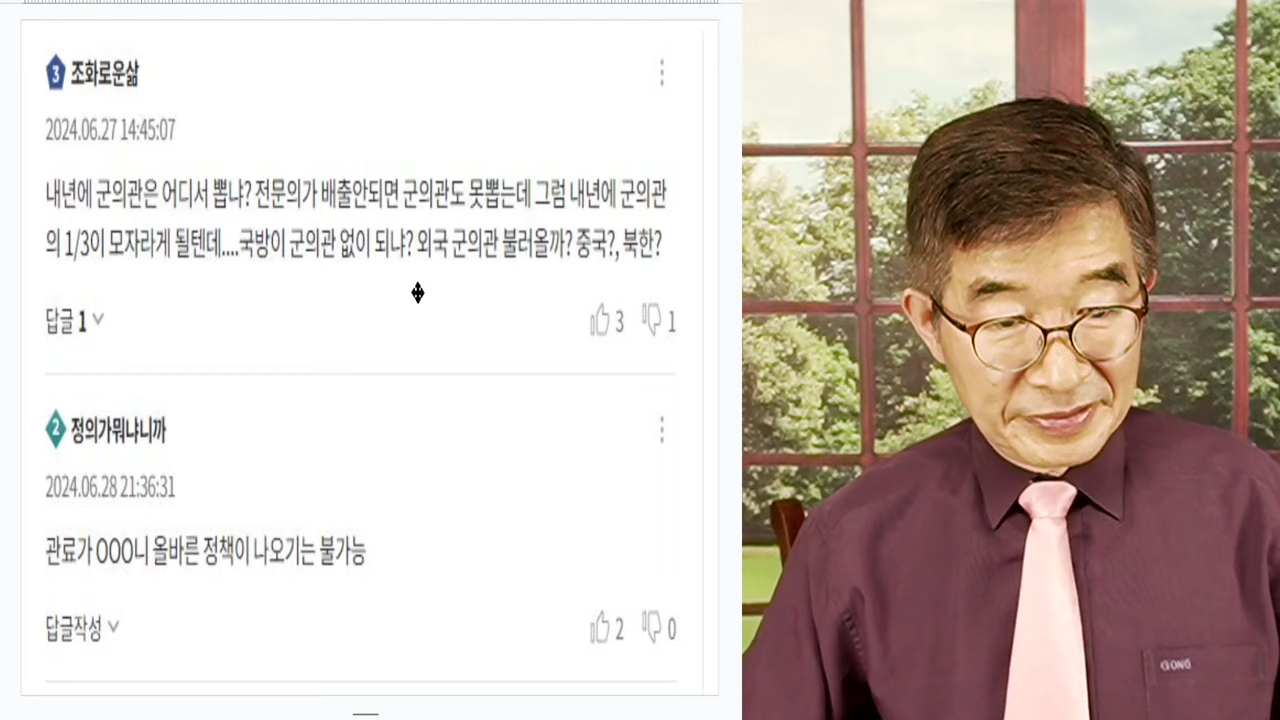 3 조화로운삶
2024.06.27 14:45:07
내년에 군의관은 어디서 뽑냐? 전문의가 배출안되면 군의관도 못뽑는데 그럼 내년에 군의관
의 1/3이 모자라게 될텐데....국방이 군의관 없이 되냐? 외국 군의관 불러올까? 중국?, 북한?
답글 1
3 1
2 정의가뭐냐니까
2024.06.28 21:36:31
관료가 OOO니 올바른 정책이 나오기는 불가능
답글작성
2 0
GONG